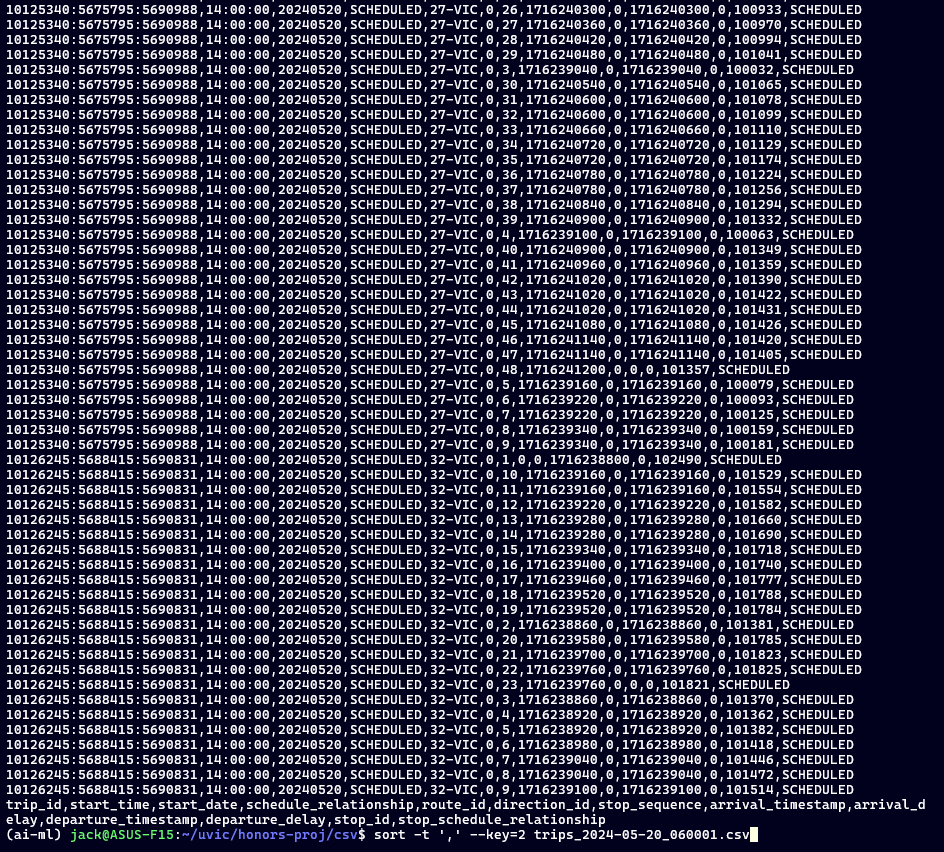 10125340:5675795:5690988,14:00:00,20240520,SCHEDULED,27-VIC,0,26,1716240300,0,1716240300,0,100933,SCHEDULED
10125340:5675795:5690988,14:00:00,20240520,SCHEDULED,27-VIC,0,27,1716240360,0,1716240360,0,100970,SCHEDULED
10125340:5675795:5690988,14:00:00,20240520,SCHEDULED,27-VIC,0,28,1716240420,0,1716240420,0,100994,SCHEDULED
10125340:5675795:5690988,14:00:00,20240520,SCHEDULED,27-VIC,0,29,1716240480,0,1716240480,0,101041,SCHEDULED
10125340:5675795:5690988,14:00:00,20240520,SCHEDULED,27-VIC,0,3,1716239040,0,1716239040,0,100032,SCHEDULED
10125340:5675795:5690988,14:00:00,20240520,SCHEDULED,27-VIC,0,30,1716240540,0,1716240540,0,101065,SCHEDULED
10125340:5675795:5690988,14:00:00,20240520,SCHEDULED,27-VIC,0,31,1716240600,0,1716240600,0,101078,SCHEDULED
10125340:5675795:5690988,14:00:00,20240520,SCHEDULED,27-VIC,0,32,1716240600,0,1716240600,0,101099,SCHEDULED
10125340:5675795:5690988,14:00:00,20240520,SCHEDULED,27-VIC,0,33,1716240660,0,1716240660,0,101110,SCHEDULED
10125340:5675795:5690988,14:00:00,20240520,SCHEDULED,27-VIC,0,34,1716240720,0,1716240720,0,101129,SCHEDULED
10125340:5675795:5690988,14:00:00,20240520,SCHEDULED,27-VIC,0,35,1716240720,0,1716240720,0,101174,SCHEDULED
10125340:5675795:5690988,14:00:00,20240520,SCHEDULED,27-VIC,0,36,1716240780,0,1716240780,0,101224,SCHEDULED
10125340:5675795:5690988,14:00:00,20240520,SCHEDULED,27-VIC,0,37,1716240780,0,1716240780,0,101256,SCHEDULED
10125340:5675795:5690988,14:00:00,20240520,SCHEDULED,27-VIC,0,38,1716240840,0,1716240840,0,101294,SCHEDULED
10125340:5675795:5690988,14:00:00,20240520,SCHEDULED,27-VIC,0,39,1716240900,0,1716240900,0,101332,SCHEDULED
10125340:5675795:5690988,14:00:00,20240520,SCHEDULED,27-VIC,0,4,1716239100,0,1716239100,0,100063,SCHEDULED
10125340:5675795:5690988,14:00:00,20240520,SCHEDULED,27-VIC,0,40,1716240900,0,1716240900,0,101349,SCHEDULED
10125340:5675795:5690988,14:00:00,20240520,SCHEDULED,27-VIC,0,41,1716240960,0,1716240960,0,101359,SCHEDULED
10125340:5675795:5690988,14:00:00,20240520,SCHEDULED,27-VIC,0,42,1716241020,0,1716241020,0,101390,SCHEDULED
10125340:5675795:5690988,14:00:00,20240520,SCHEDULED,27-VIC,0,43,1716241020,0,1716241020,0,101422,SCHEDULED
10125340:5675795:5690988,14:00:00,20240520,SCHEDULED,27-VIC,0,44,1716241020,0,1716241020,0,101431,SCHEDULED
10125340:5675795:5690988,14:00:00,20240520,SCHEDULED,27-VIC,0,45,1716241080,0,1716241080,0,101426,SCHEDULED
10125340:5675795:5690988,14:00:00,20240520,SCHEDULED,27-VIC,0,46,1716241140,0,1716241140,0,101420,SCHEDULED
10125340:5675795:5690988,14:00:00,20240520,SCHEDULED,27-VIC,0,47,1716241140,0,1716241140,0,101405,SCHEDULED
10125340:5675795:5690988,14:00:00,20240520,SCHEDULED,27-VIC,0,48,1716241200,0,0,0,101357,SCHEDULED
10125340:5675795:5690988,14:00:00,20240520,SCHEDULED,27-VIC,0,5,1716239160,0,1716239160,0,100079,SCHEDULED
10125340:5675795:5690988,14:00:00,20240520,SCHEDULED,27-VIC,0,6,1716239220,0,1716239220,0,100093,SCHEDULED
10125340:5675795:5690988,14:00:00,20240520,SCHEDULED,27-VIC,0,7,1716239220,0,1716239220,0,100125,SCHEDULED
10125340:5675795:5690988,14:00:00,20240520,SCHEDULED,27-VIC,0,8,1716239340,0,1716239340,0,100159,SCHEDULED
10125340:5675795:5690988,14:00:00,20240520,SCHEDULED,27-VIC,0,9,1716239340,0,1716239340,0,100181,SCHEDULED
10126245:5688415:5690831,14:00:00,20240520,SCHEDULED,32-VIC,0,1,0,0,1716238800,0,102490,SCHEDULED
10126245:5688415:5690831,14:00:00,20240520,SCHEDULED,32-VIC,0,10,1716239160,0,1716239160,0,101529,SCHEDULED
10126245:5688415:5690831,14:00:00,20240520,SCHEDULED,32-VIC,0,11,1716239160,0,1716239160,0,101554,SCHEDULED
10126245:5688415:5690831,14:00:00,20240520,SCHEDULED,32-VIC,0,12,1716239220,0,1716239220,0,101582,SCHEDULED
10126245:5688415:5690831,14:00:00,20240520,SCHEDULED,32-VIC,0,13,1716239280,0,1716239280,0,101660,SCHEDULED
10126245:5688415:5690831,14:00:00,20240520,SCHEDULED,32-VIC,0,14,1716239280,0,1716239280,0,101690,SCHEDULED
10126245:5688415:5690831,14:00:00,20240520,SCHEDULED,32-VIC,0,15,1716239340,0,1716239340,0,101718,SCHEDULED
10126245:5688415:5690831,14:00:00,20240520,SCHEDULED,32-VIC,0,16,1716239400,0,1716239400,0,101740,SCHEDULED
10126245:5688415:5690831,14:00:00,20240520,SCHEDULED,32-VIC,0,17,1716239460,0,1716239460,0,101777,SCHEDULED
10126245:5688415:5690831,14:00:00,20240520,SCHEDULED,32-VIC,0,18,1716239520,0,1716239520,0,101788,SCHEDULED
10126245:5688415:5690831,14:00:00,20240520,SCHEDULED,32-VIC,0,19,1716239520,0,1716239520,0,101784,SCHEDULED
10126245:5688415:5690831,14:00:00,20240520,SCHEDULED,32-VIC,0,2,1716238860,0,1716238860,0,101381,SCHEDULED
10126245:5688415:5690831,14:00:00,20240520,SCHEDULED,32-VIC,0,20,1716239580,0,1716239580,0,101785,SCHEDULED
10126245:5688415:5690831,14:00:00,20240520,SCHEDULED,32-VIC,0,21,1716239700,0,1716239700,0,101823,SCHEDULED
10126245:5688415:5690831,14:00:00,20240520,SCHEDULED,32-VIC,0,22,1716239760,0,1716239760,0,101825,SCHEDULED
10126245:5688415:5690831,14:00:00,20240520,SCHEDULED,32-VIC,0,23,1716239760,0,0,0,101821,SCHEDULED
10126245:5688415:5690831,14:00:00,20240520,SCHEDULED,32-VIC,0,3,1716238860,0,1716238860,0,101370,SCHEDULED
10126245:5688415:5690831,14:00:00,20240520,SCHEDULED,32-VIC,0,4,1716238920,0,1716238920,0,101362,SCHEDULED
10126245:5688415:5690831,14:00:00,20240520,SCHEDULED,32-VIC,0,5,1716238920,0,1716238920,0,101382,SCHEDULED
10126245:5688415:5690831,14:00:00,20240520,SCHEDULED,32-VIC,0,6,1716238980,0,1716238980,0,101418,SCHEDULED
10126245:5688415:5690831,14:00:00,20240520,SCHEDULED,32-VIC,0,7,1716239040,0,1716239040,0,101446,SCHEDULED
10126245:5688415:5690831,14:00:00,20240520,SCHEDULED,32-VIC,0,8,1716239040,0,1716239040,0,101472,SCHEDULED
10126245:5688415:5690831,14:00:00,20240520,SCHEDULED,32-VIC,0,9,1716239100,0,1716239100,0,101514,SCHEDULED
trip_id,start_time,start_date,schedule_relationship,route_id,direction_id,stop_sequence,arrival_timestamp,arrival_d
elay,departure_timestamp,departure_delay,stop_id,stop_schedule_relationship
(ai-ml) jack@ASUS-F15:~/uvic/honors-proj/csv$ sort -t ',' --key=2 trips_2024-05-20_060001.csv